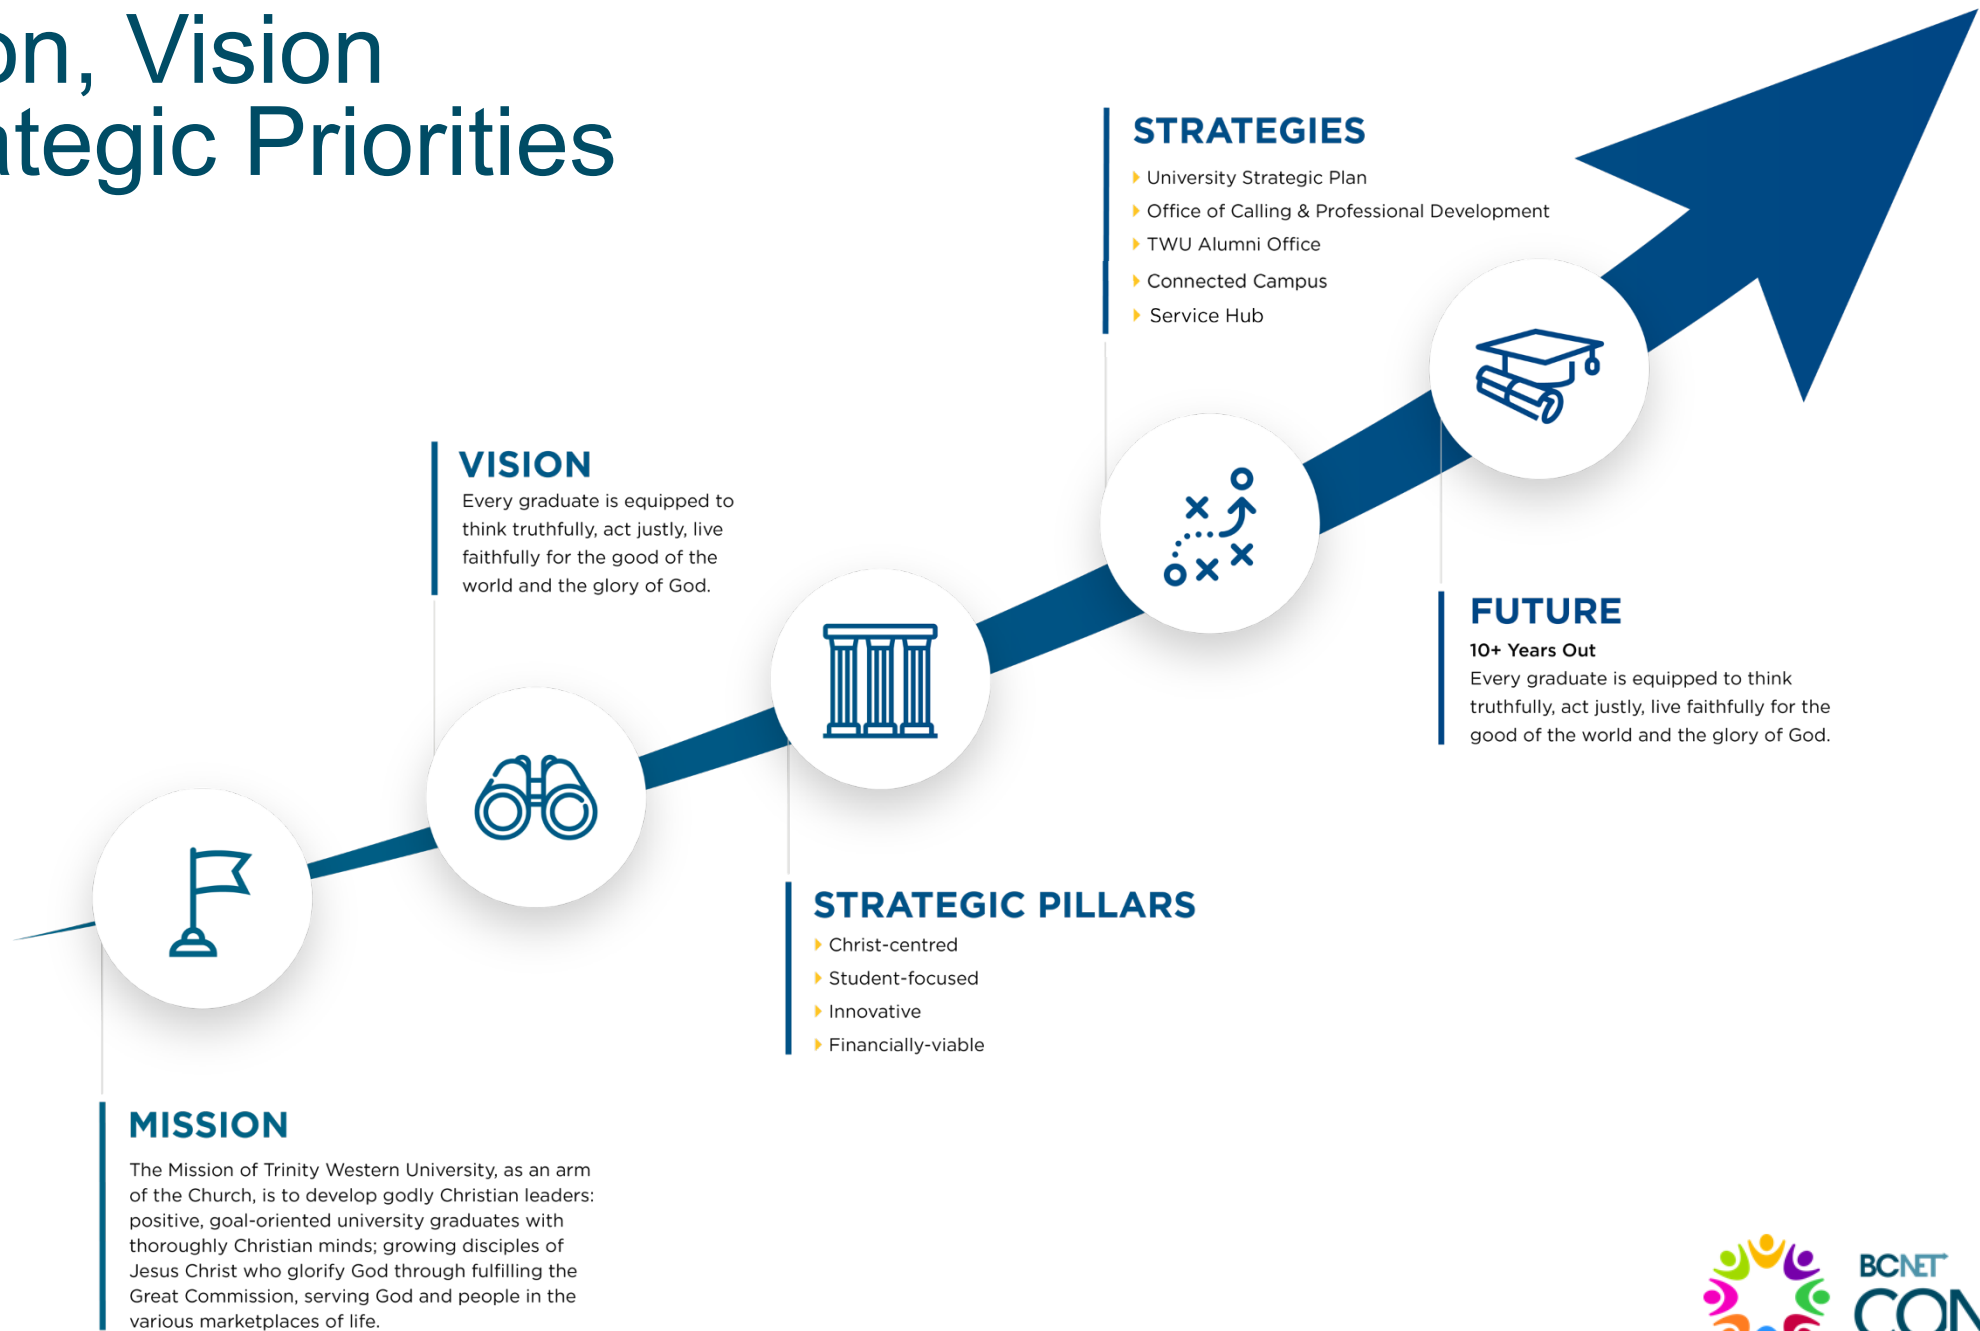 on, Vision
ategic Priorities
STRATEGIES
University Strategic Plan
Office of Calling & Professional Development
TWU Alumni Office
Connected Campus
Service Hub
VISION
Every graduate is equipped to
think truthfully, act justly, live
faithfully for the good of the
world and the glory of God.
FUTURE
10+ Years Out
Every graduate is equipped to think
truthfully, act justly, live faithfully for the
good of the world and the glory of God.
STRATEGIC PILLARS
Christ-centred
Student-focused
Innovative
Financially-viable
MISSION
The Mission of Trinity Western University, as an arm
of the Church, is to develop godly Christian leaders:
positive, goal-oriented university graduates with
thoroughly Christian minds; growing disciples of
Jesus Christ who glorify God through fulfilling the
Great Commission, serving God and people in the
various marketplaces of life.
BCNET
CON